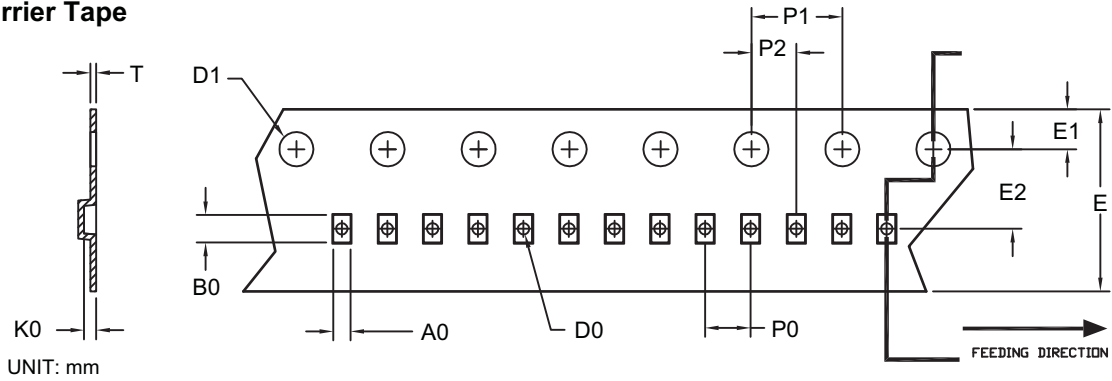 rrier Tape
P1
P2
T
D1
E1
E2
E
B0
K0
A0
D0
P0
FEEDING DIRECTION
UNIT: mm